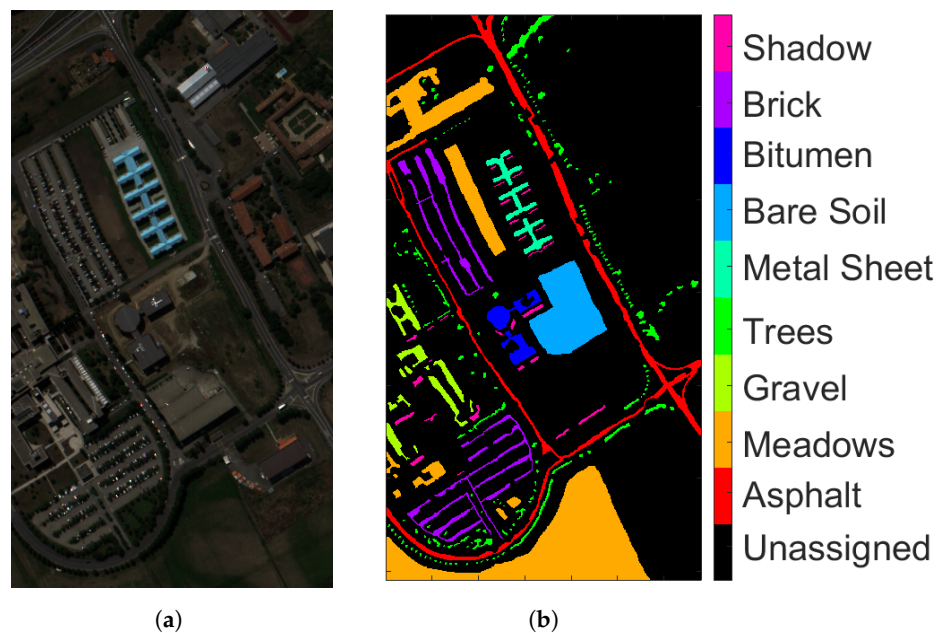 Shadow
Brick
Bitumen
Bare Soil
Metal Sheet
Trees
Gravel
Meadows
Asphalt
Unassigned
(a)
(b)